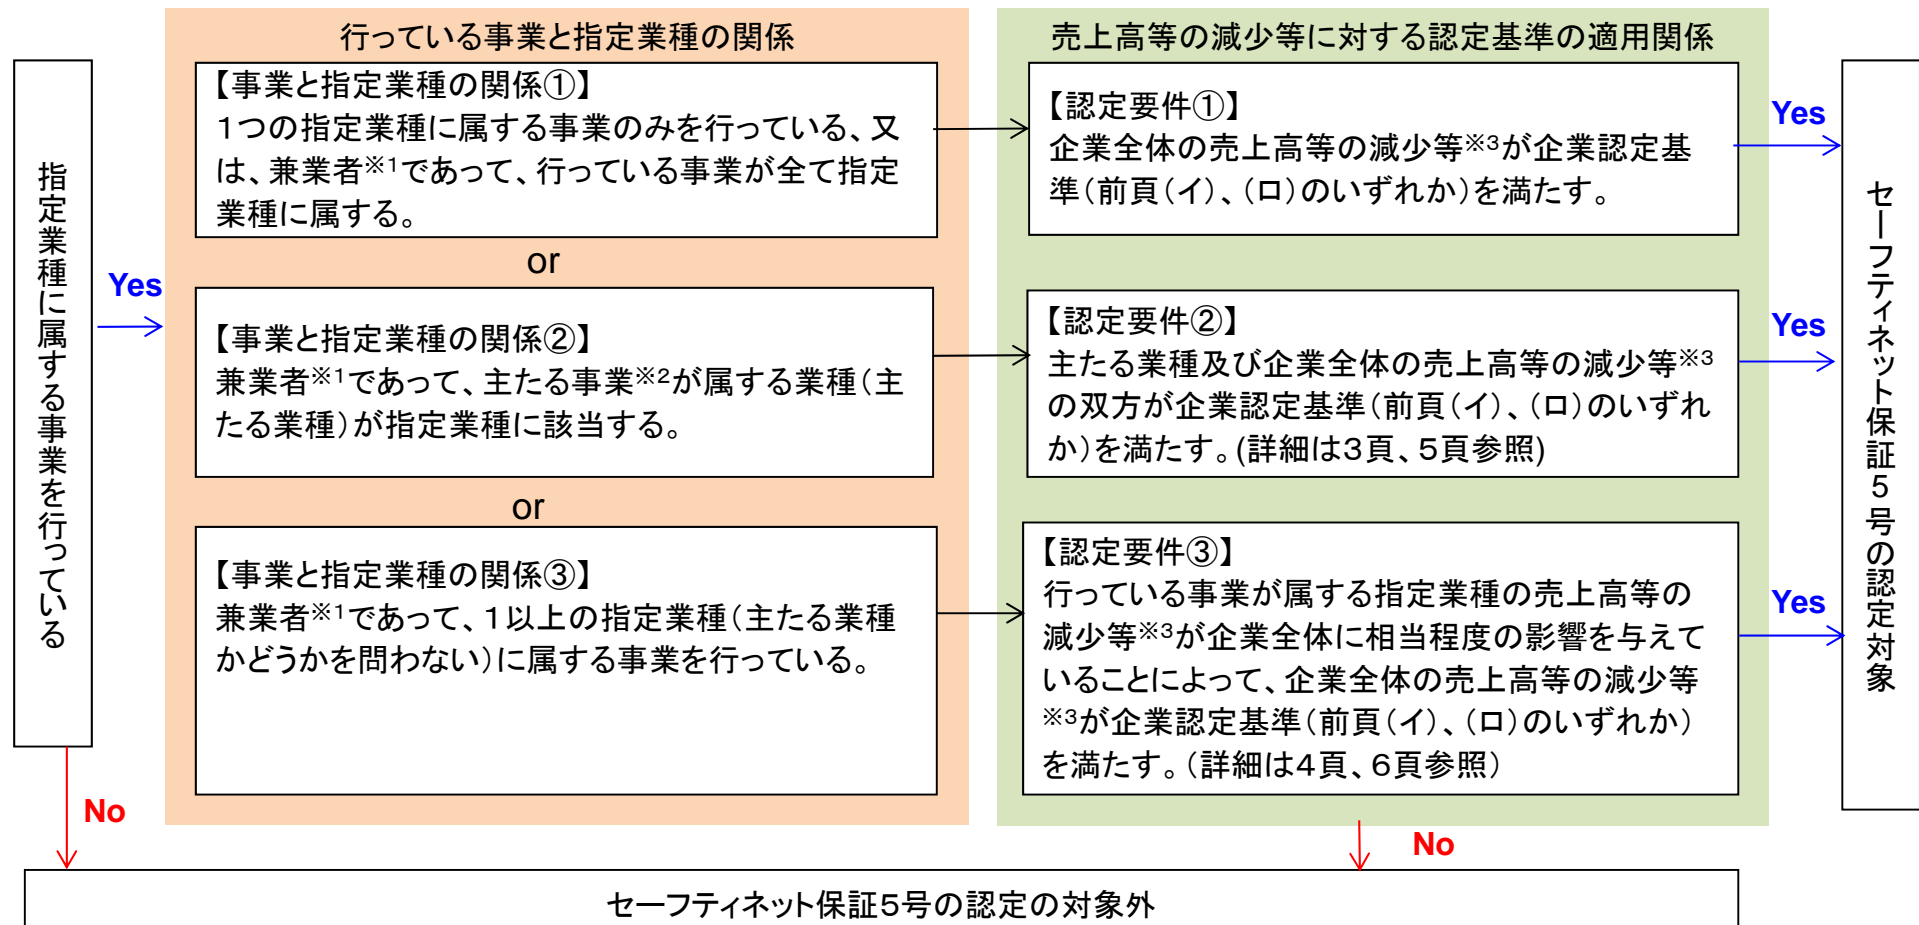 行っている事業と指定業種の関係
売上高等の減少等に対する認定基準の適用関係
指定業種に属する事業を行っている
Yes
【事業と指定業種の関係①】
１つの指定業種に属する事業のみを行っている、又
は、兼業者※1であって、行っている事業が全て指定
業種に属する。
or
【事業と指定業種の関係②】
兼業者※1であって、主たる事業※2が属する業種（主
たる業種）が指定業種に該当する。
or
【事業と指定業種の関係③】
兼業者※1であって、１以上の指定業種（主たる業種
かどうかを問わない）に属する事業を行っている。
【認定要件①】
企業全体の売上高等の減少等※3が企業認定基
準（前頁（イ）、（ロ）のいずれか）を満たす。
Yes
【認定要件②】
主たる業種及び企業全体の売上高等の減少等※3
の双方が企業認定基準（前頁（イ）、（ロ）のいずれ
か）を満たす。(詳細は３頁、５頁参照)
Yes
【認定要件③】
行っている事業が属する指定業種の売上高等の
減少等※3が企業全体に相当程度の影響を与えて
いることによって、企業全体の売上高等の減少等
※3が企業認定基準（前頁（イ）、（ロ）のいずれか）
を満たす。（詳細は４頁、６頁参照）
Yes
セーフティネット保証５号の認定対象
No
No
セーフティネット保証５号の認定の対象外